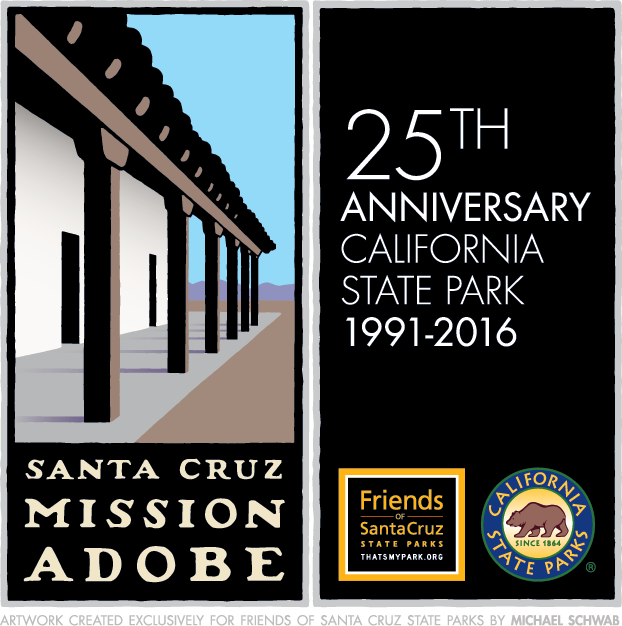 SANTA CRUZ
MISSION
ADOBE
25TH
ANNIVERSARY
CALIFORNIA
STATE PARK
1991-2016
Friends
OF
SantaCruz
STATE PARKS
THATSMYPARK.ORG
CALIFORNIA
SINCE 1864
STATE PARKS
®
ARTWORK CREATED EXCLUSIVELY FOR FRIENDS OF SANTA CRUZ STATE PARKS BY MICHAEL SCHWAB